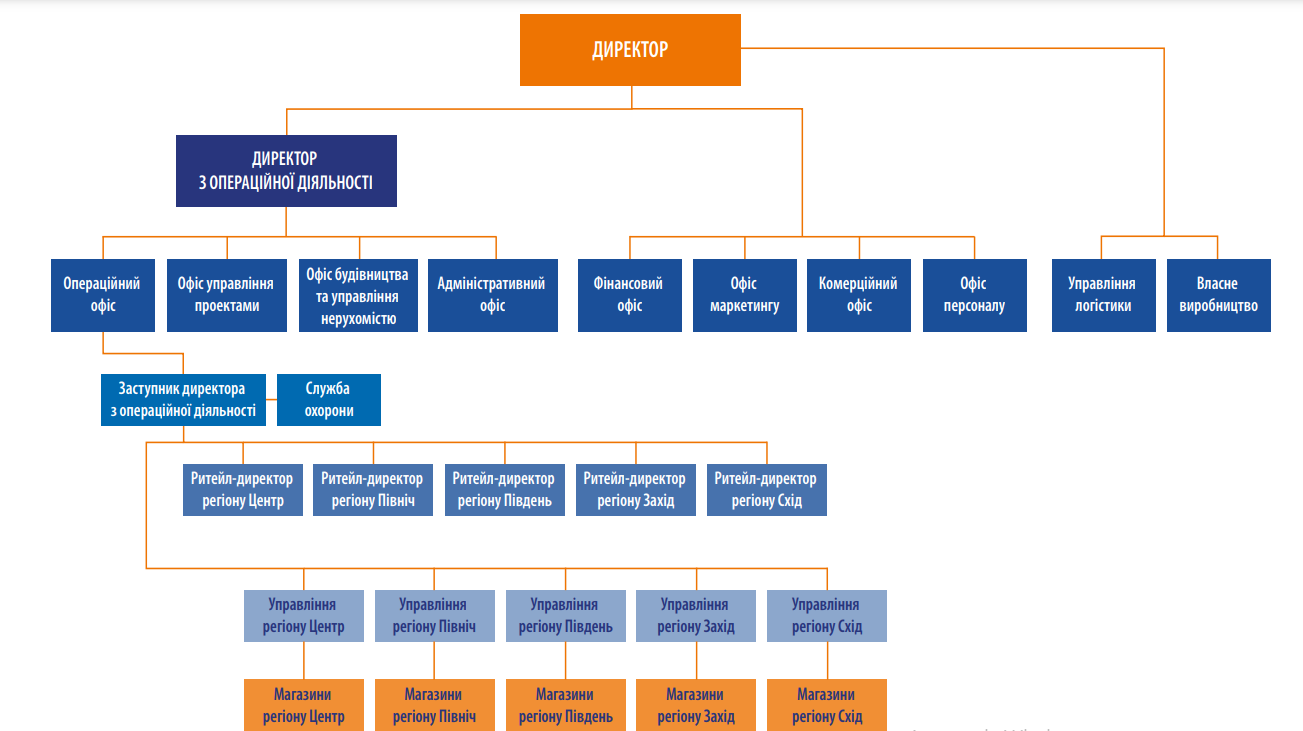 ДИРЕКТОР
ДИРЕКТОР
З ОПЕРАЦІЙНОЇ ДІЯЛЬНОСТІ
Операційний
офіс
Офіс управління
проектами
Офіс будівництва
та управління
нерухомістю
Адміністративний
офіс
Фінансовий
офіс
Офіс
маркетингу
Комерційний
офіс
Офіс
персоналу
Управління
логістики
Власне
виробництво
Заступник директора
з операційної діяльності
Служба
охорони
Ритейл-директор
регіону Центр
Ритейл-директор
регіону Північ
Ритейл-директор
регіону Південь
Ритейл-директор
регіону Захід
Ритейл-директор
регіону Схід
Управління
регіону Центр
Управління
регіону Північ
Управління
регіону Південь
Управління
регіону Захід
Управління
регіону Схід
Магазини
регіону Центр
Магазини
регіону Північ
Магазини
регіону Південь
Магазини
регіону Захід
Магазини
регіону Схід